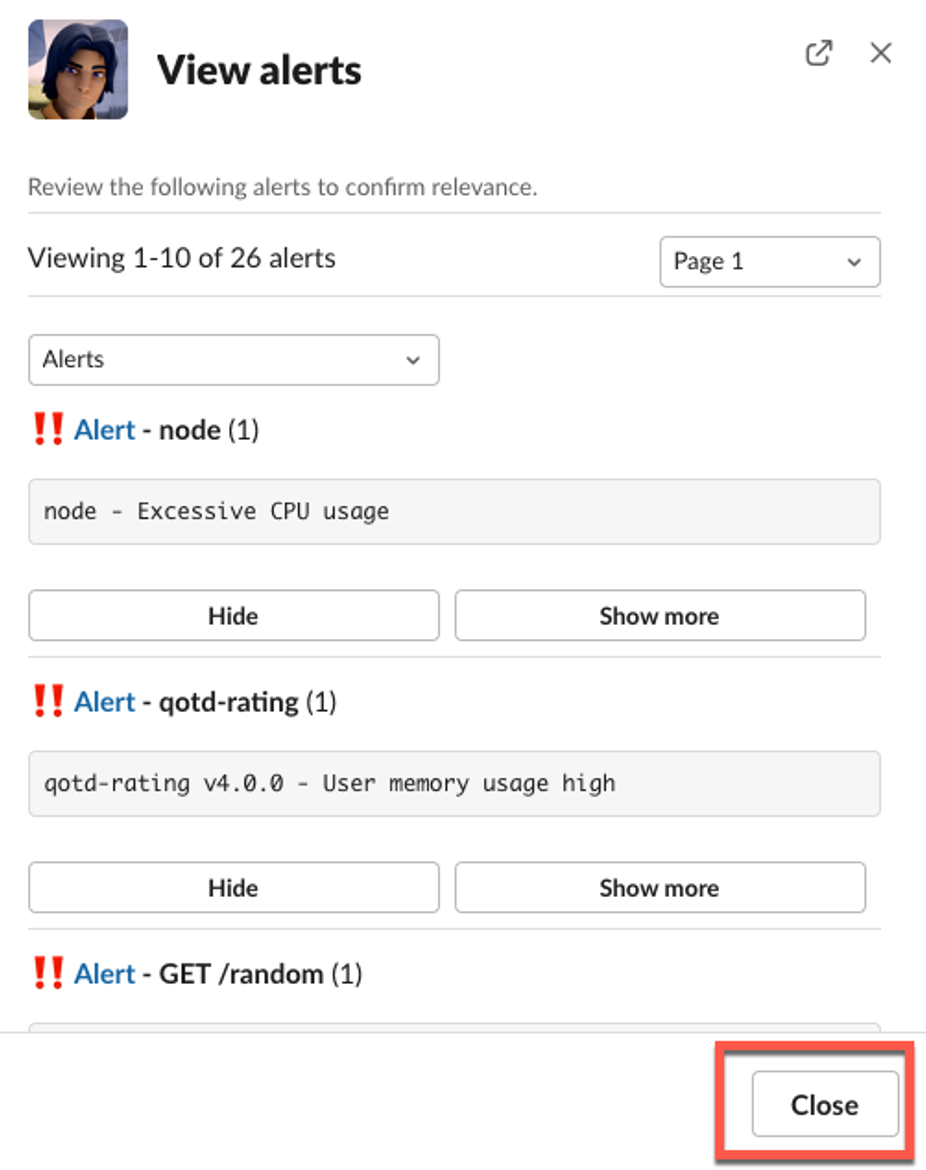 View alerts
Review the following alerts to confirm relevance.
Viewing 1-10 of 26 alerts
Page 1
Alerts
‼ Alert - node (1)
node - Excessive CPU usage
Hide
Show more
‼ Alert - qotd-rating (1)
qotd-rating v4.0.0 - User memory usage high
Hide
Show more
‼ Alert - GET /random (1)
Close